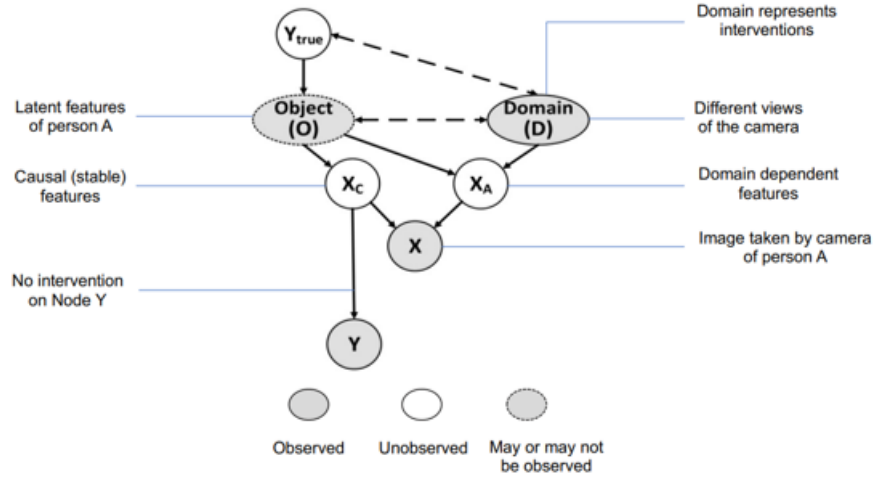 Domain represents
interventions
Y_true
Latent features
of person A
Object
(O)
Domain
(D)
Different views
of the camera
Causal (stable)
features
X_C
X_A
Domain dependent
features
X
Image taken by camera
of person A
No intervention
on Node Y
Y
Observed
Unobserved
May or may not
be observed